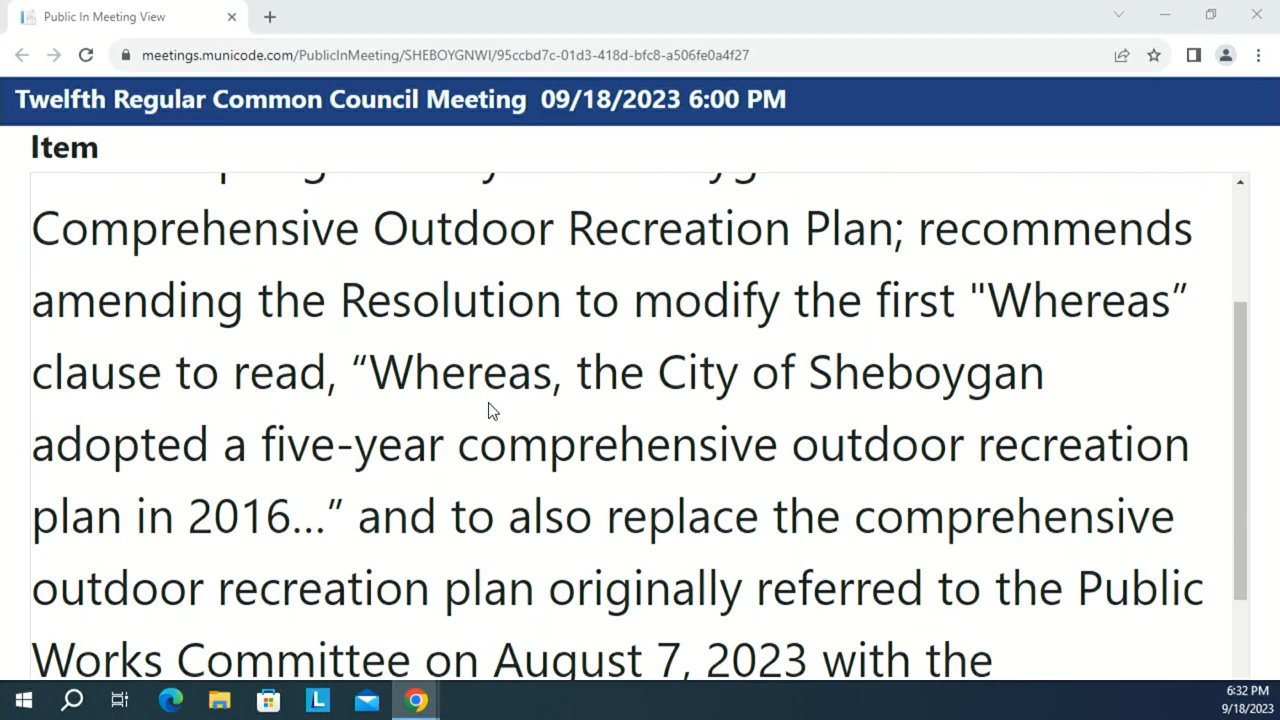 Public In Meeting View
meetings.municode.com/PublicInMeeting/SHEBOYGNWI/95ccbd7c-01d3-418d-bfc8-a506fe0a4f27
Twelfth Regular Common Council Meeting 09/18/2023 6:00 PM
Item
Comprehensive Outdoor Recreation Plan; recommends
amending the Resolution to modify the first "Whereas”
clause to read, “Whereas, the City of Sheboygan
adopted a five-year comprehensive outdoor recreation
plan in 2016...” and to also replace the comprehensive
outdoor recreation plan originally referred to the Public
Works Committee on August 7, 2023 with the
L
6:32 PM
9/18/2023